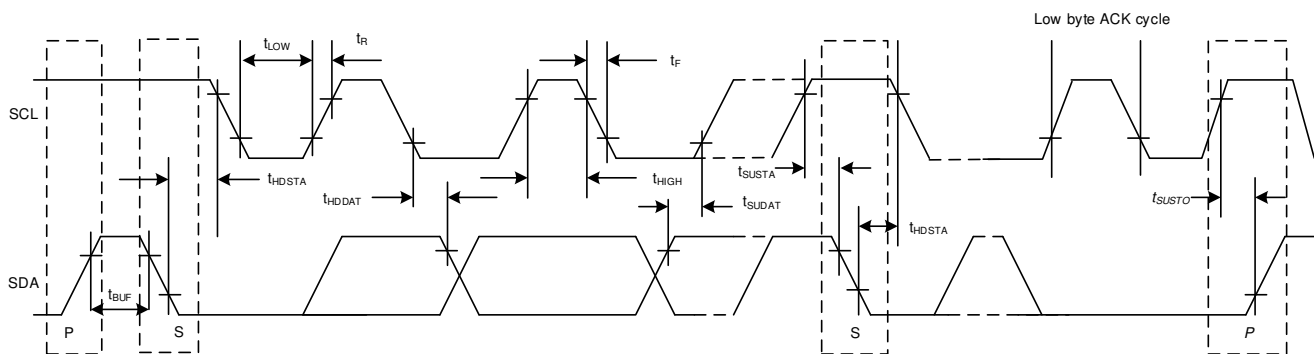 Low byte ACK cycle
tLOW
tR
tF
SCL
tHDSTA
tHDDAT
tHIGH
tSUDAT
tSUSTA
tHDSTA
tSUSTO
SDA
tBUF
P
S
S
P